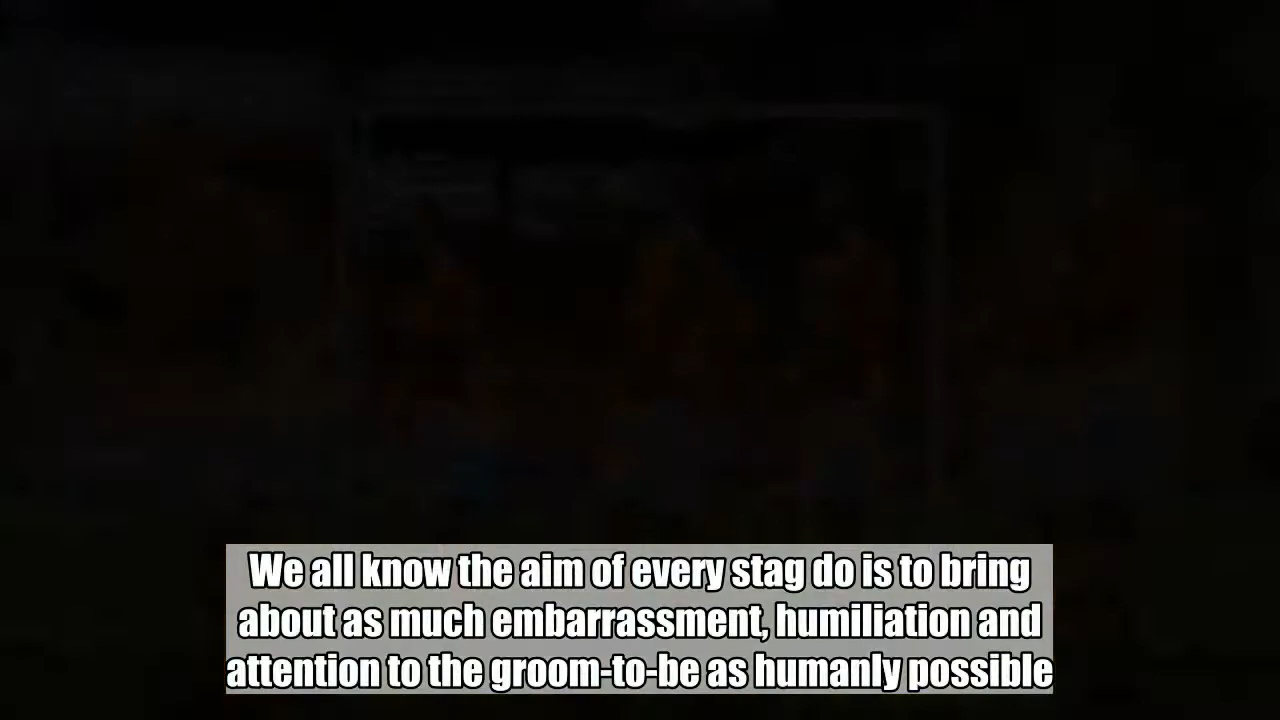 We all know the aim of every stag do is to bring
about as much embarrassment, humiliation and
attention to the groom-to-be as humanly possible